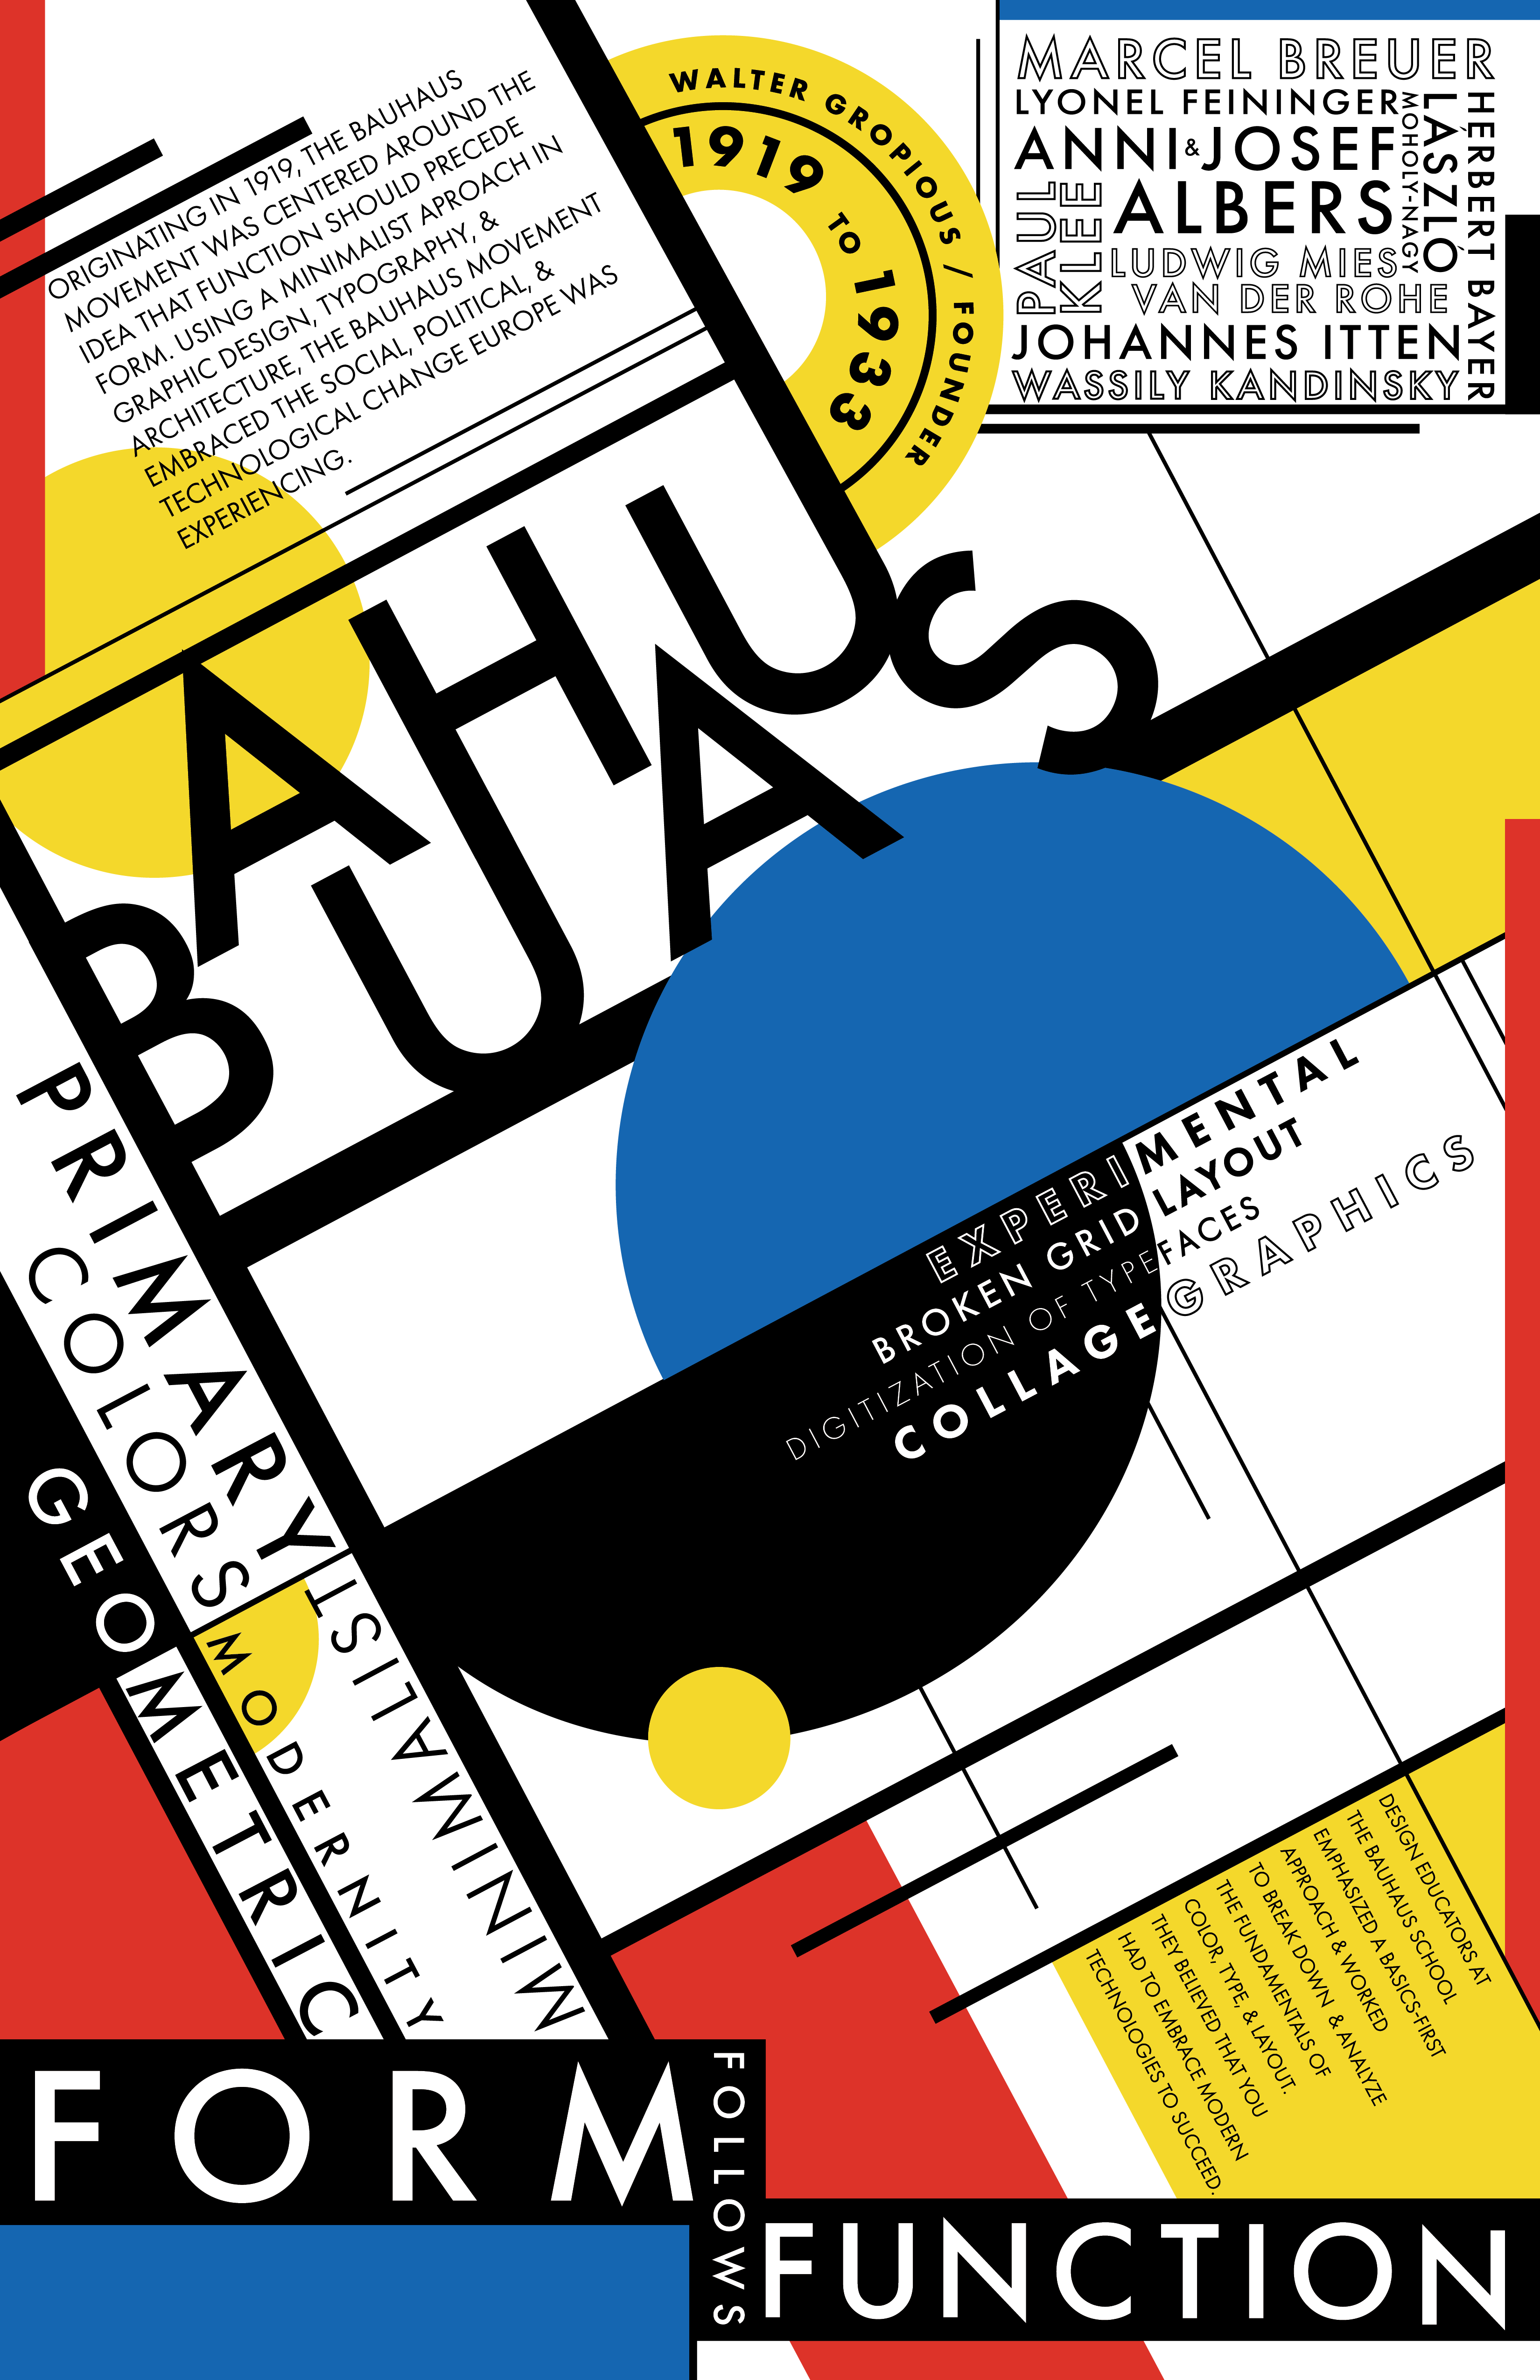 ORIGINATING IN 1919, THE BAUHAUS
MOVEMENT WAS CENTERED AROUND THE
IDEA THAT FUNCTION SHOULD PRECEDE
FORM. USING A MINIMALIST APROACH IN
GRAPHIC DESIGN, TYPOGRAPHY, &
ARCHITECTURE, THE BAUHAUS MOVEMENT
EMBRACED THE SOCIAL, POLITICAL, &
TECHNOLOGICAL CHANGE EUROPE WAS
EXPERIENCING.
WALTER GROPIOUS / FOUNDER
1919 TO 1933
MARCEL BREUER
LYONEL FEININGER
ANNI & JOSEF
ALBERS
PAUL
KLEE
LUDWIG MIES
VAN DER ROHE
JOHANNES ITTEN
WASSILY KANDINSKY
MOHOLY-NAGY
LÁSZLÓ
HERBERT BAYER
BAUHAUS
EXPERIMENTAL
BROKEN GRID LAYOUT
DIGITIZATION OF TYPEFACES
COLLAGE GRAPHICS
PRIMARY
COLORS
GEOMETRIC
MODERNITY
MINIMALIST
DESIGN EDUCATORS AT
THE BAUHAUS SCHOOL
EMPHASIZED A BASICS-FIRST
APPROACH & WORKED
TO BREAK DOWN & ANALYZE
THE FUNDAMENTALS OF
COLOR, TYPE, & LAYOUT.
THEY BELIEVED THAT YOU
HAD TO EMBRACE MODERN
TECHNOLOGIES TO SUCCEED.
FORM
FOLLOWS
FUNCTION